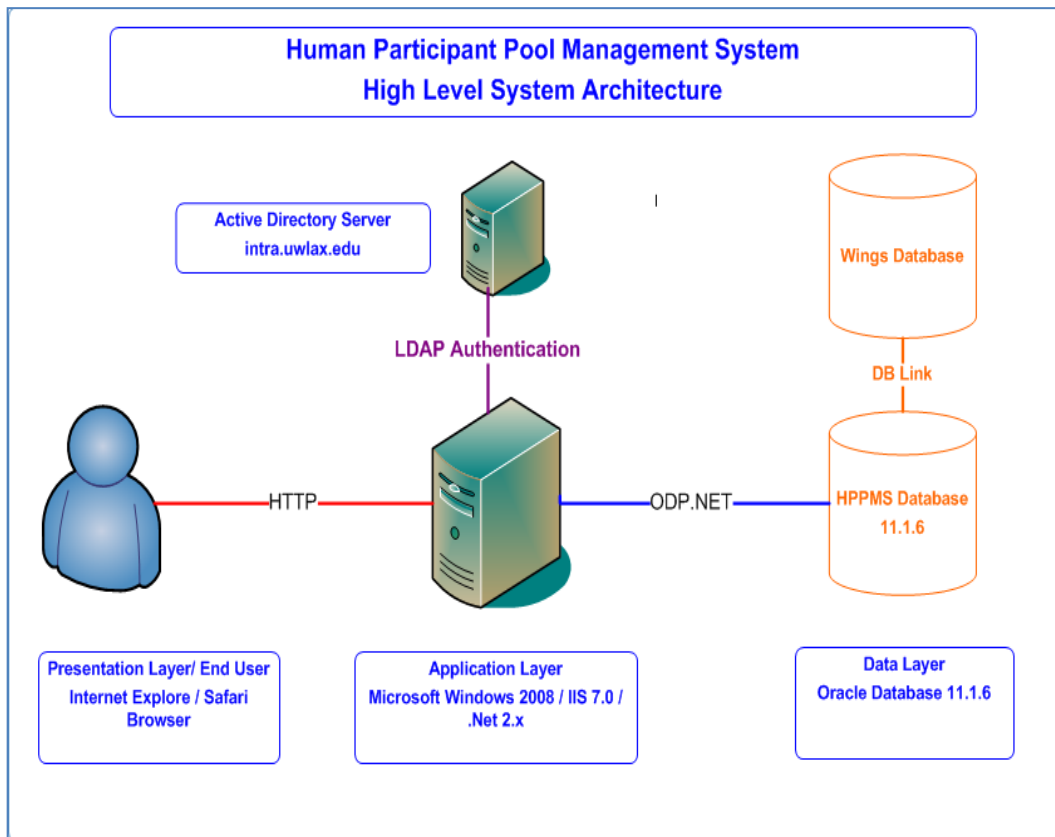 Human Participant Pool Management System
High Level System Architecture
Active Directory Server
intra.uwlax.edu
Wings Database
LDAP Authentication
DB Link
HTTP
ODP.NET
HPPMS Database
11.1.6
Presentation Layer/ End User
Internet Explore / Safari
Browser
Application Layer
Microsoft Windows 2008 / IIS 7.0 /
.Net 2.x
Data Layer
Oracle Database 11.1.6